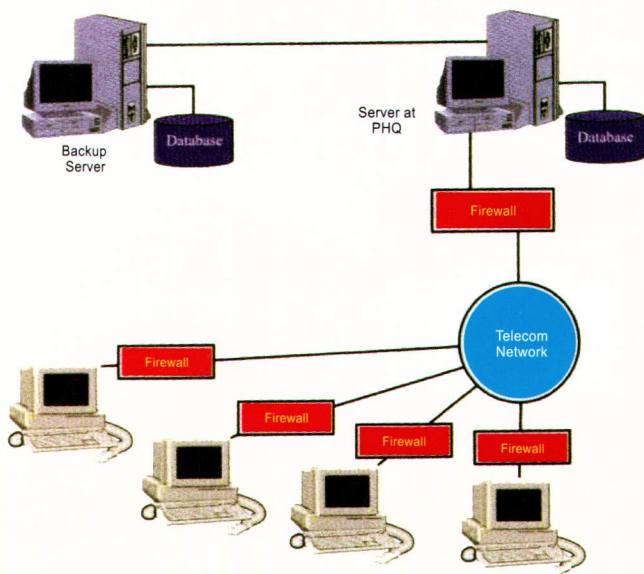 Database
Backup
Server
Server at
PHQ
Database
Firewall
Telecom
Network
Firewall
Firewall
Firewall
Firewall